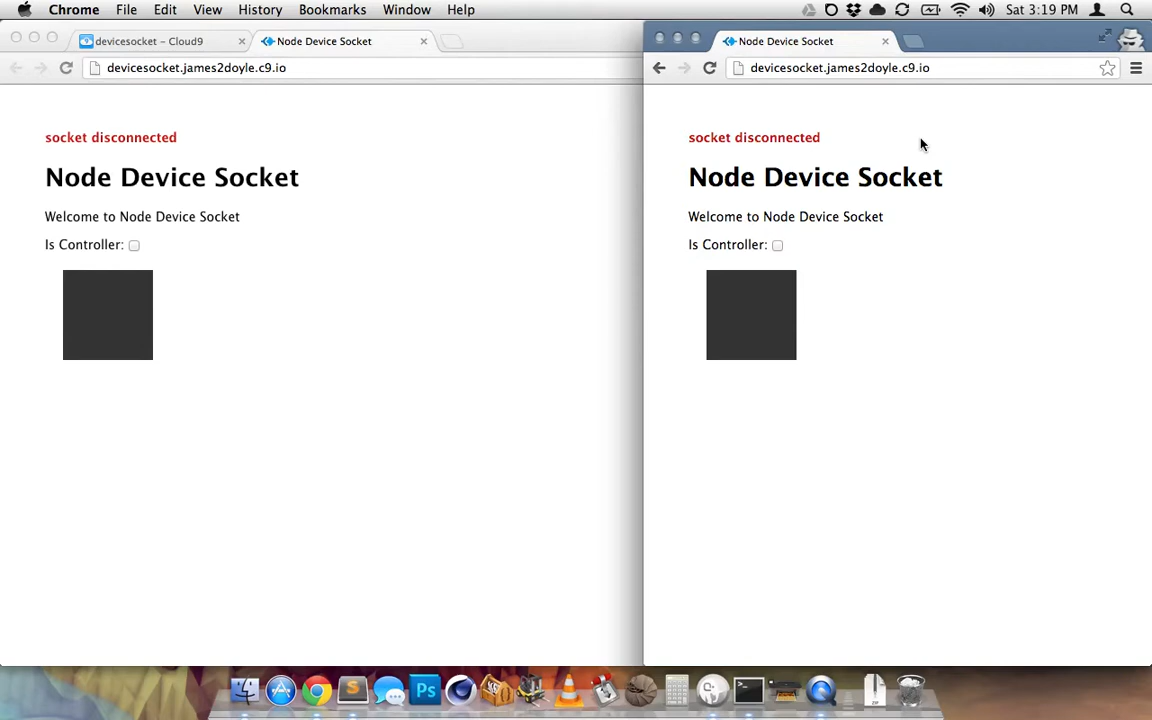 Chrome File Edit View History Bookmarks Window Help Sat 3:19 PM
devicesocket – Cloud9 Node Device Socket
devicesocket.james2doyle.c9.io
socket disconnected
Node Device Socket
Welcome to Node Device Socket
Is Controller:
Node Device Socket
devicesocket.james2doyle.c9.io
socket disconnected
Node Device Socket
Welcome to Node Device Socket
Is Controller:
Ps
ZIP